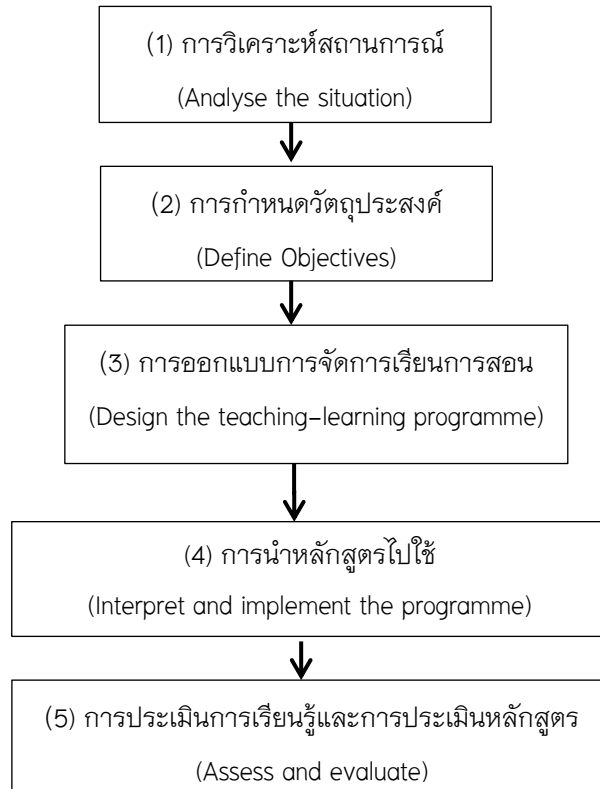 (1) การวิเคราะห์สถานการณ์
(Analyse the situation)
(2) การกำหนดวัตถุประสงค์
(Define Objectives)
(3) การออกแบบการจัดการเรียนการสอน
(Design the teaching–learning programme)
(4) การนำหลักสูตรไปใช้
(Interpret and implement the programme)
(5) การประเมินการเรียนรู้และการประเมินหลักสูตร
(Assess and evaluate)